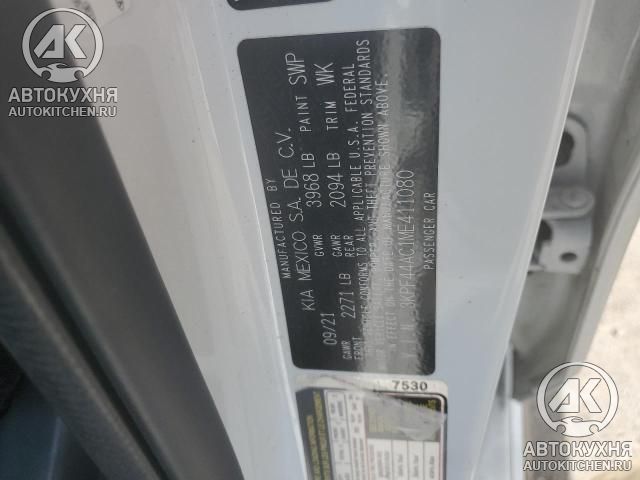 АВТОКУХНЯ
AUTOKITCHEN.RU
MANUFACTURED BY
KIA MEXICO S.A. DE C.V.
09/21 GVWR 3968 LB PAINT SWP
GAWR FRONT 2271 LB GAWR REAR 2094 LB TRIM WK
THIS VEHICLE CONFORMS TO ALL APPLICABLE U.S.A. FEDERAL
MOTOR VEHICLE SAFETY, BUMPER, AND THEFT PREVENTION STANDARDS
IN EFFECT ON THE DATE OF MANUFACTURE SHOWN ABOVE.
V.I.N. 3KPF44AC1ME411080
PASSENGER CAR
7530
АВТОКУХНЯ
AUTOKITCHEN.RU